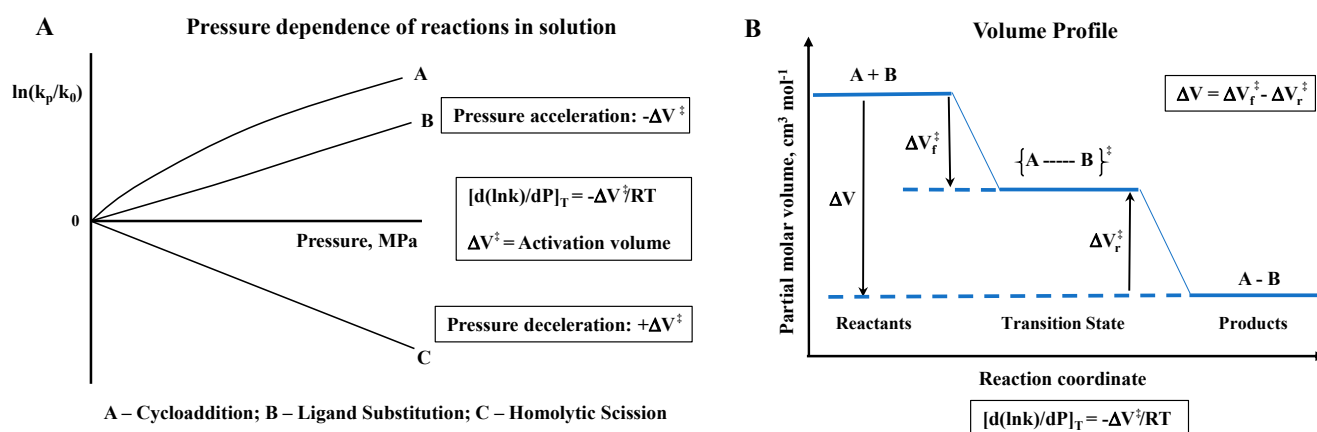 A
Pressure dependence of reactions in solution
ln(kₚ/k₀)
A
B
Pressure acceleration: -ΔV‡
[d(lnk)/dP]T = -ΔV‡/RT
ΔV‡ = Activation volume
0
Pressure, MPa
Pressure deceleration: +ΔV‡
C
A – Cycloaddition; B – Ligand Substitution; C – Homolytic Scission
B
Volume Profile
Partial molar volume, cm³ mol⁻¹
A + B
ΔV = ΔVf‡ - ΔVr‡
ΔVf‡
{A ----- B}‡
ΔV
ΔVr‡
A - B
Reactants
Transition State
Products
Reaction coordinate
[d(lnk)/dP]T = -ΔV‡/RT